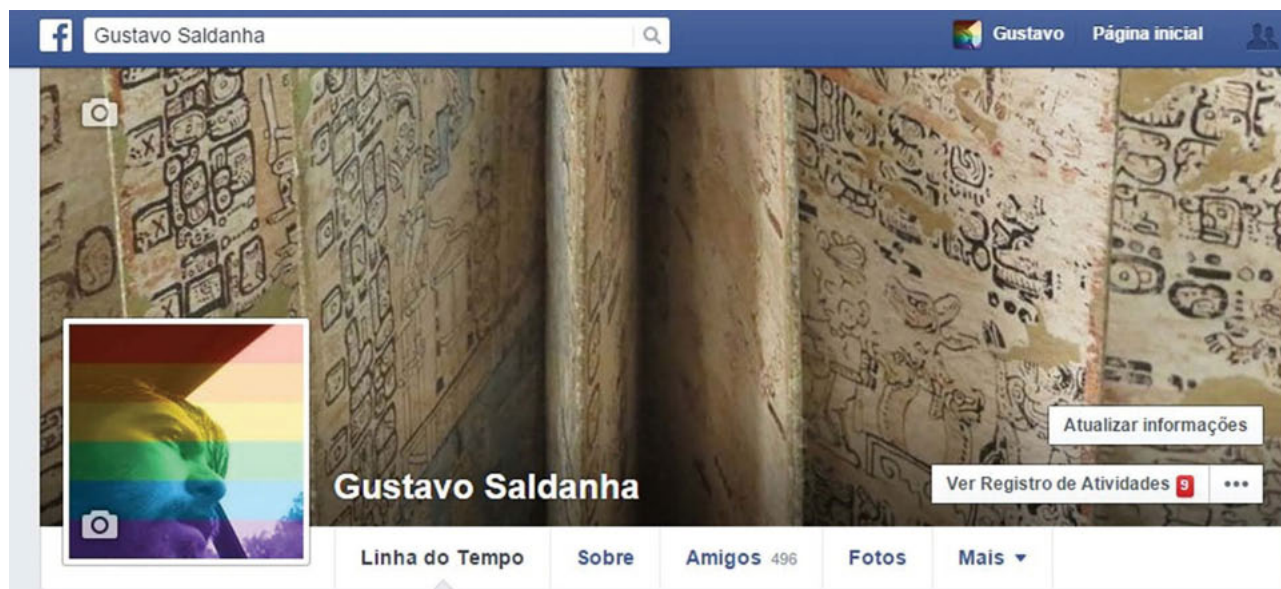 f Gustavo Saldanha Gustavo Página inicial
Atualizar informações
Gustavo Saldanha
Ver Registro de Atividades 9 •••
Linha do Tempo Sobre Amigos 496 Fotos Mais